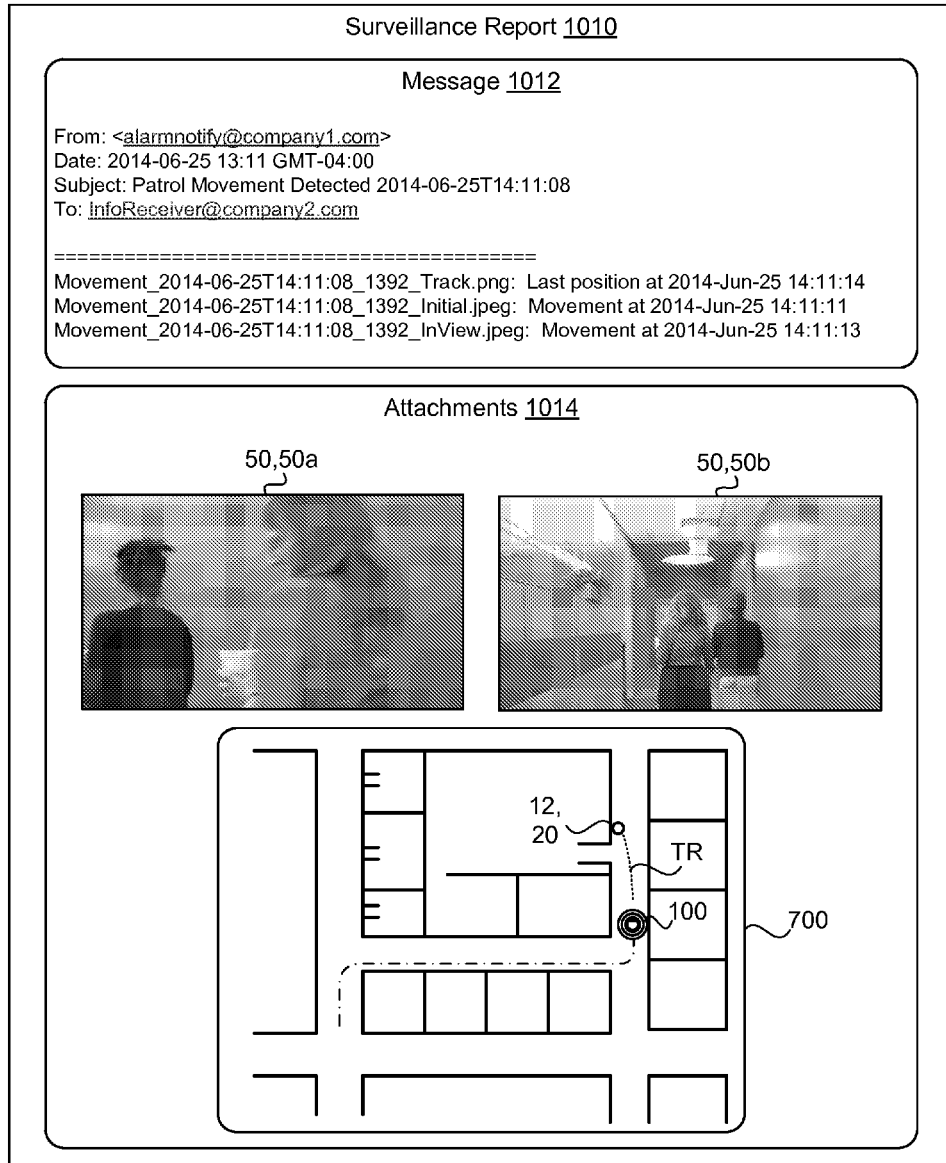 Surveillance Report 1010
Message 1012
From: <alarmnotify@company1.com>
Date: 2014-06-25 13:11 GMT-04:00
Subject: Patrol Movement Detected 2014-06-25T14:11:08
To: InfoReceiver@company2.com
=========================================
Movement_2014-06-25T14:11:08_1392_Track.png: Last position at 2014-Jun-25 14:11:14
Movement_2014-06-25T14:11:08_1392_Initial.jpeg: Movement at 2014-Jun-25 14:11:11
Movement_2014-06-25T14:11:08_1392_InView.jpeg: Movement at 2014-Jun-25 14:11:13
Attachments 1014
50,50a
50,50b
12,
20
TR
100
700